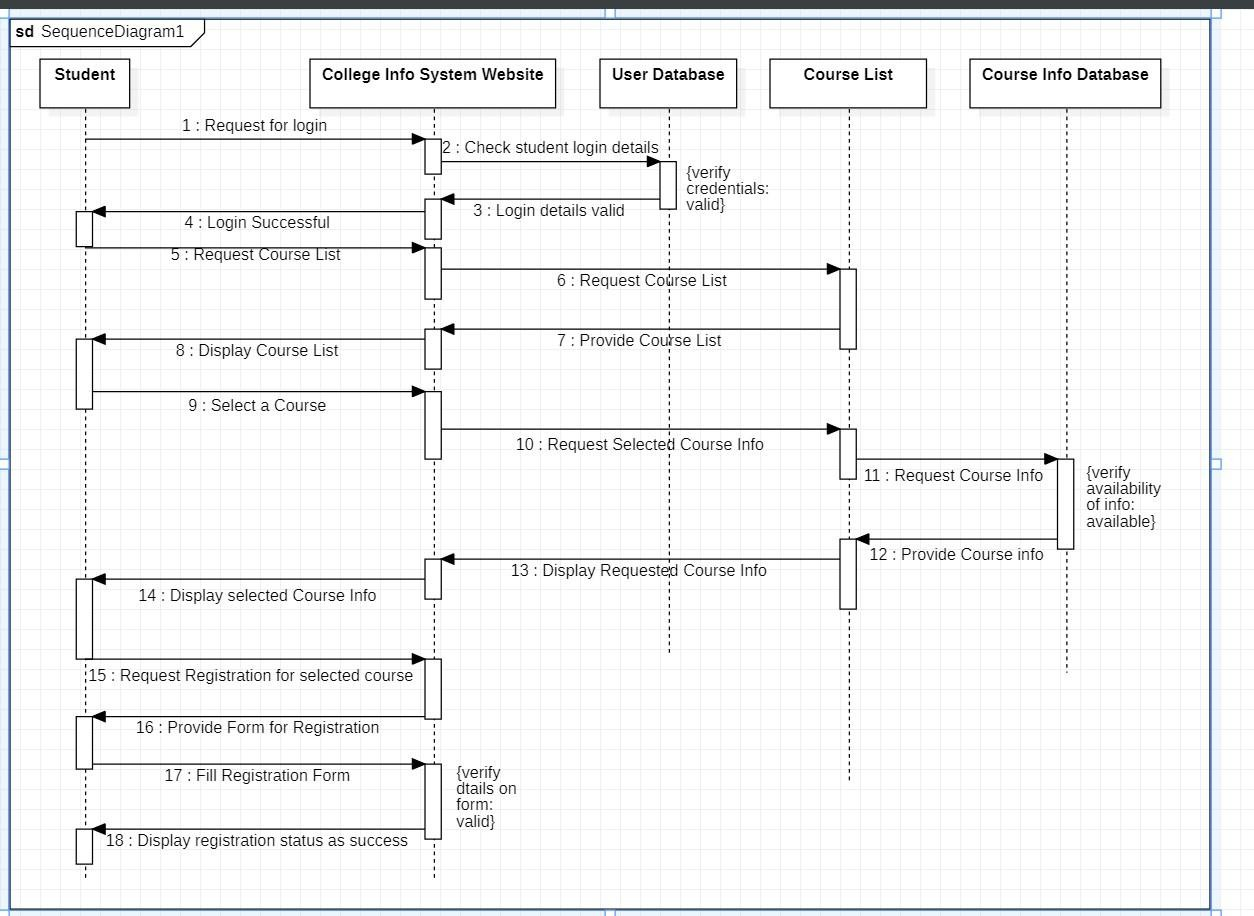 sd SequenceDiagram1
Student
College Info System Website
User Database
Course List
Course Info Database
1 : Request for login
2 : Check student login details
{verify
credentials:
valid}
3 : Login details valid
4 : Login Successful
5 : Request Course List
6 : Request Course List
7 : Provide Course List
8 : Display Course List
9 : Select a Course
10 : Request Selected Course Info
11 : Request Course Info
{verify
availability
of info:
available}
12 : Provide Course info
13 : Display Requested Course Info
14 : Display selected Course Info
15 : Request Registration for selected course
16 : Provide Form for Registration
17 : Fill Registration Form
{verify
dtails on
form:
valid}
18 : Display registration status as success